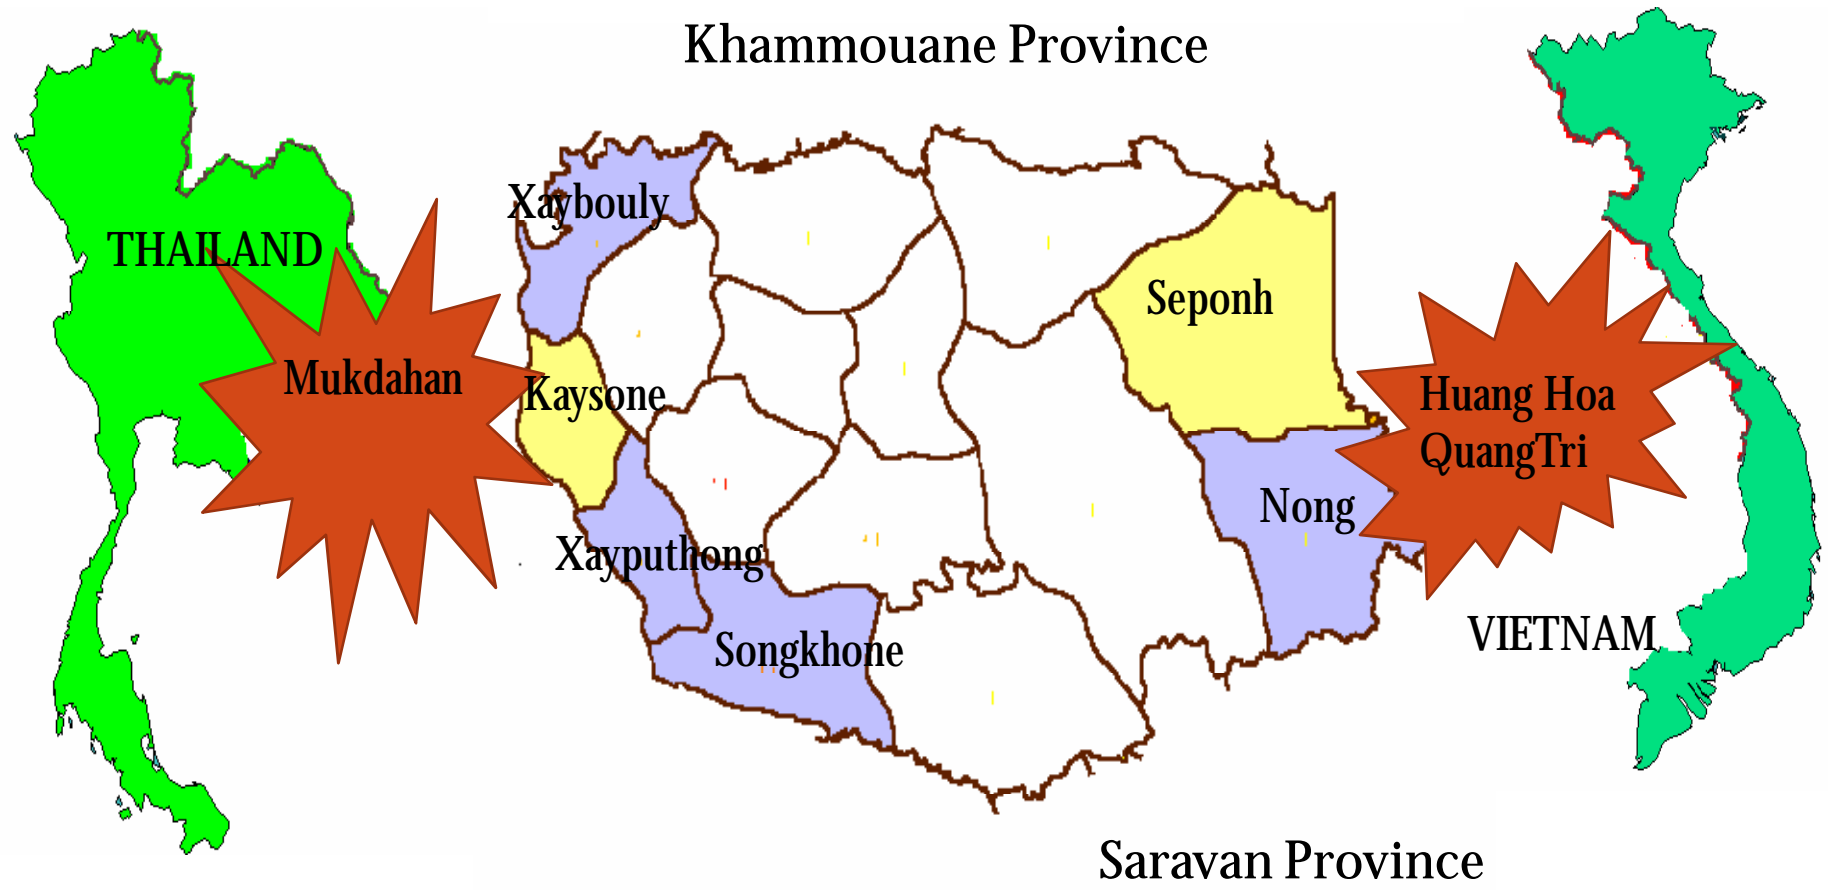 Khammouane Province
Xaybouly
THAILAND
Seponh
Mukdahan
Kaysone
Huang Hoa
QuangTri
Nong
Xayputhong
VIETNAM
Songkhone
Saravan Province